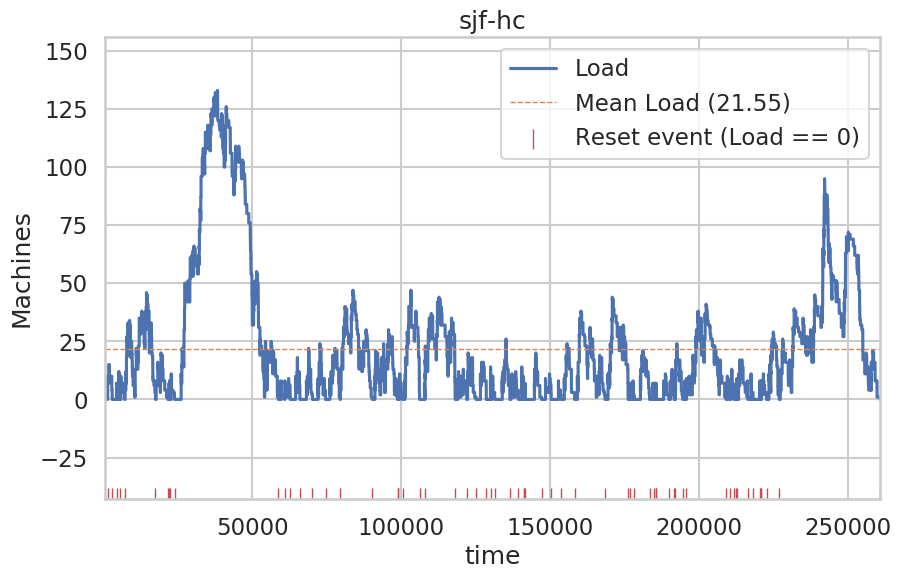 sjf-hc
150
125
100
75
50
25
0
−25
Machines
Load
Mean Load (21.55)
Reset event (Load == 0)
50000 100000 150000 200000 250000
time